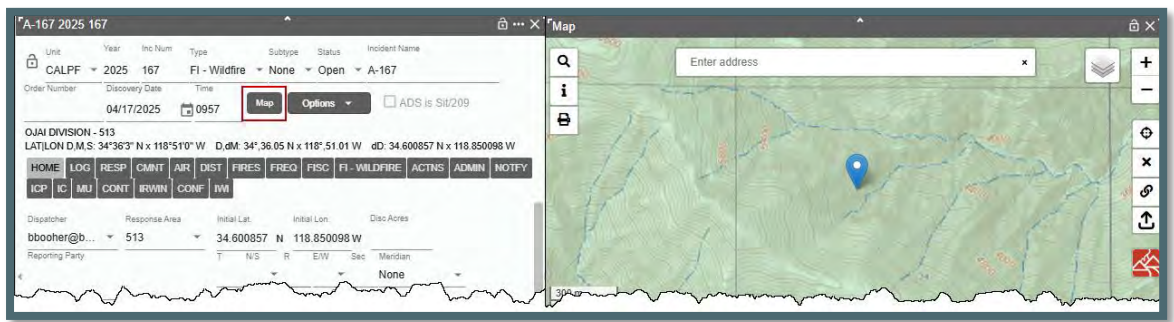 A-167 2025 167
Unit Year Inc Num Type Subtype Status Incident Name
CALPF 2025 167 FI - Wildfire None Open A-167
Order Number Discovery Date Time
04/17/2025 0957 Map Options ADS is Sit/209
OJAI DIVISION - 513
LAT|LON D,M,S: 34°36'3" N x 118°51'0" W D,dM: 34°,36.05 N x 118°,51.01 W dD: 34.600857 N x 118.850098 W
HOME LOG RESP CMNT AIR DIST FIRES FREQ FISC FI - WILDFIRE ACTNS ADMIN NOTFY
ICP IC MU CONT IRWIN CONF IWI
Dispatcher Response Area Initial Lat. Initial Lon. Disc Acres
bbooher@b... 513 34.600857 N 118.850098 W
Reporting Party T N/S R E/W Sec Meridian
None
Map
Enter address
300 m